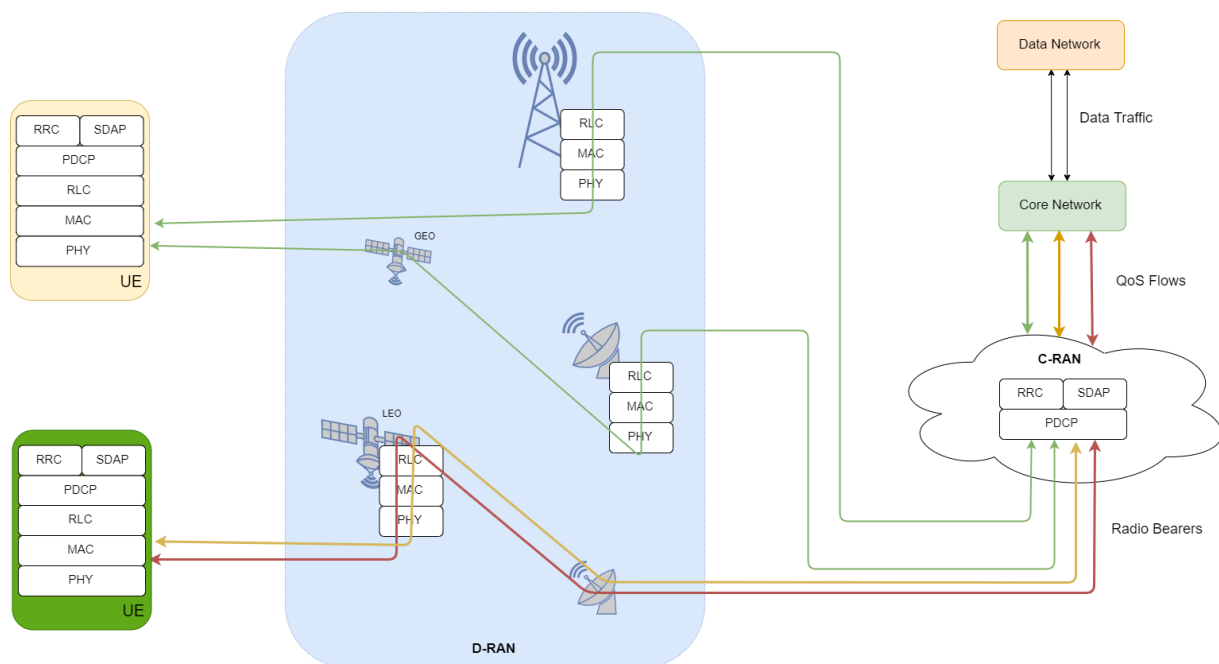 Data Network
Data Traffic
Core Network
QoS Flows
C-RAN
RRC SDAP
PDCP
Radio Bearers
RLC
MAC
PHY
GEO
RLC
MAC
PHY
LEO
RLC
MAC
PHY
D-RAN
RRC SDAP
PDCP
RLC
MAC
PHY
UE
RRC SDAP
PDCP
RLC
MAC
PHY
UE